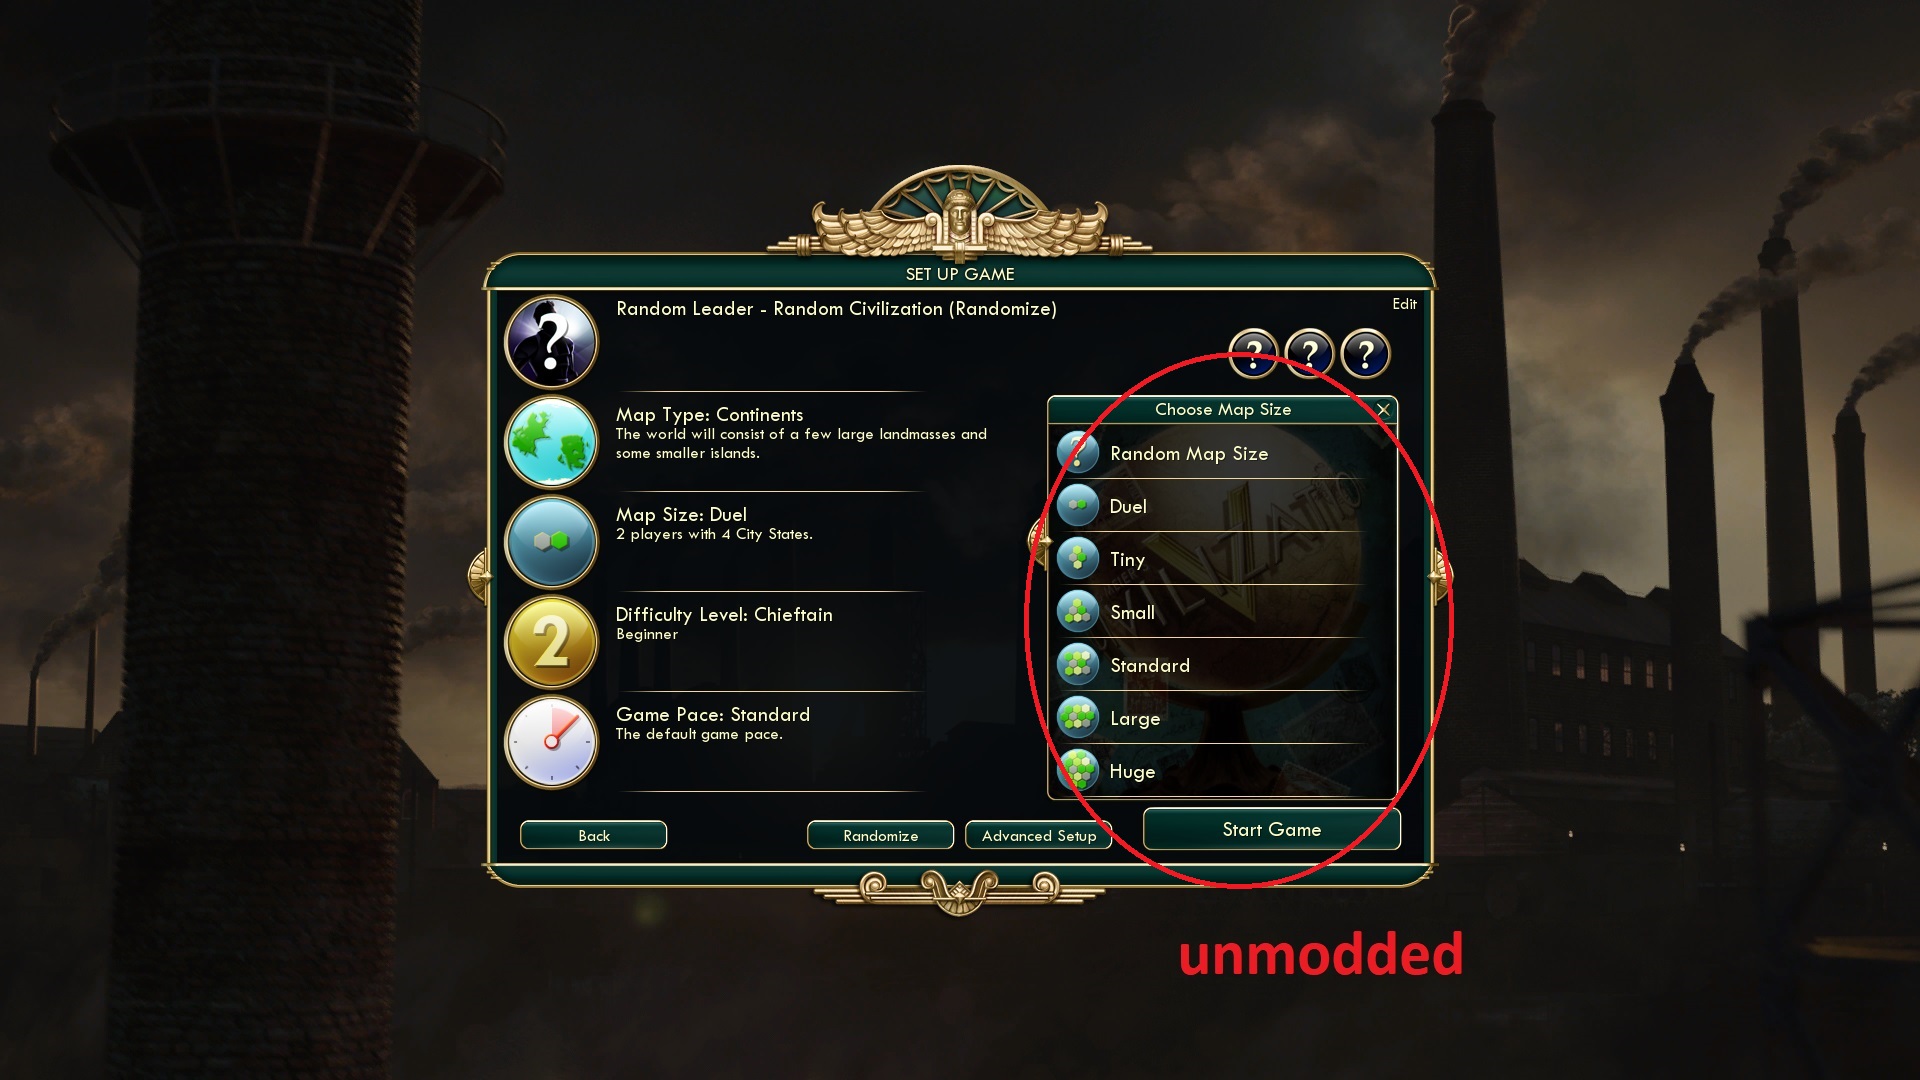 SET UP GAME
Random Leader - Random Civilization (Randomize)
Edit
? ? ? ?
Map Type: Continents
The world will consist of a few large landmasses and
some smaller islands.
Map Size: Duel
2 players with 4 City States.
2
Difficulty Level: Chieftain
Beginner
Game Pace: Standard
The default game pace.
Choose Map Size
?
Random Map Size
Duel
Tiny
Small
Standard
Large
Huge
Back
Randomize
Advanced Setup
Start Game
unmodded